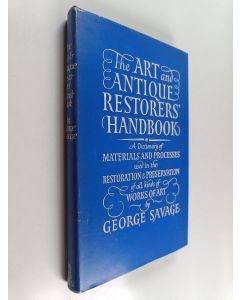 The ART and
ANTIQUE
RESTORERS'
HANDBOOK
A Dictionary of
MATERIALS AND PROCESSES
used in the
RESTORATION & PRESERVATION
of all kinds of
WORKS OF ART
by
GEORGE SAVAGE